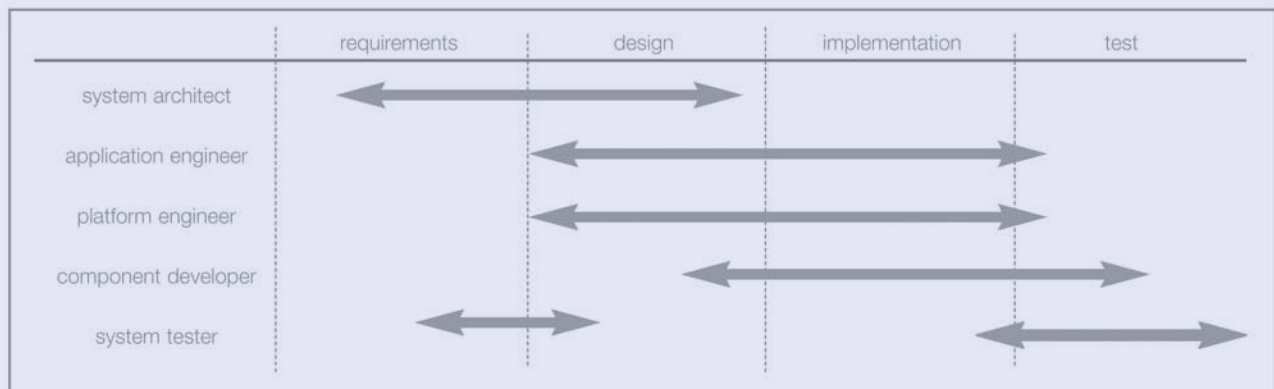 requirements design implementation test
system architect
application engineer
platform engineer
component developer
system tester